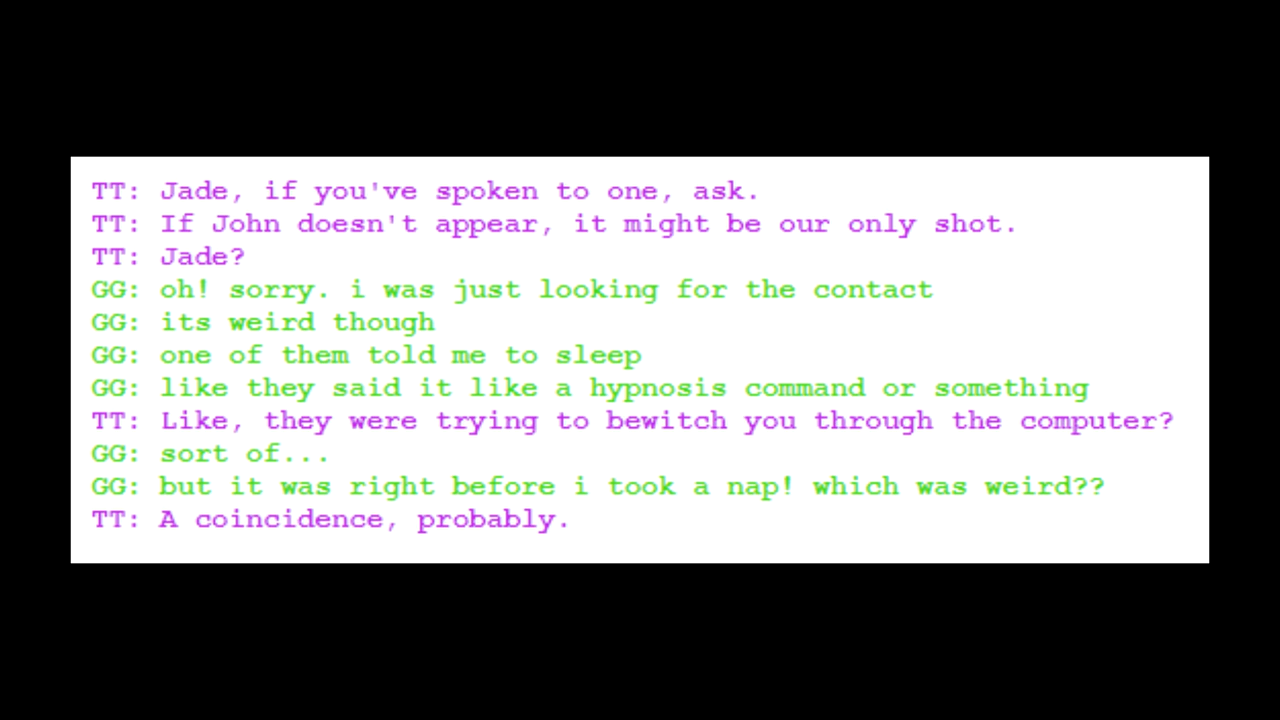 TT: Jade, if you've spoken to one, ask.
TT: If John doesn't appear, it might be our only shot.
TT: Jade?
GG: oh! sorry. i was just looking for the contact
GG: its weird though
GG: one of them told me to sleep
GG: like they said it like a hypnosis command or something
TT: Like, they were trying to bewitch you through the computer?
GG: sort of...
GG: but it was right before i took a nap! which was weird??
TT: A coincidence, probably.